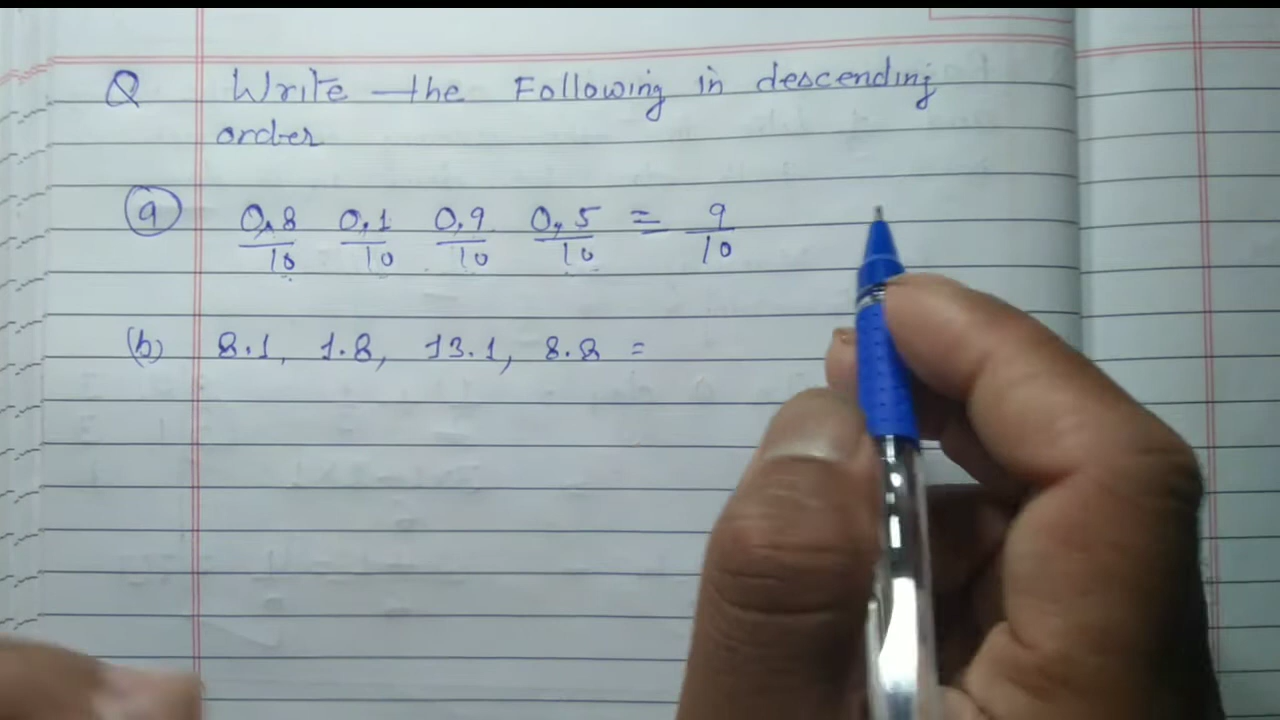 Q Write the Following in descending
order
(a) 0.8/10 0.1/10 0.9/10 0.5/10 = 9/10
(b) 8.1, 1.8, 13.1, 8.8 =